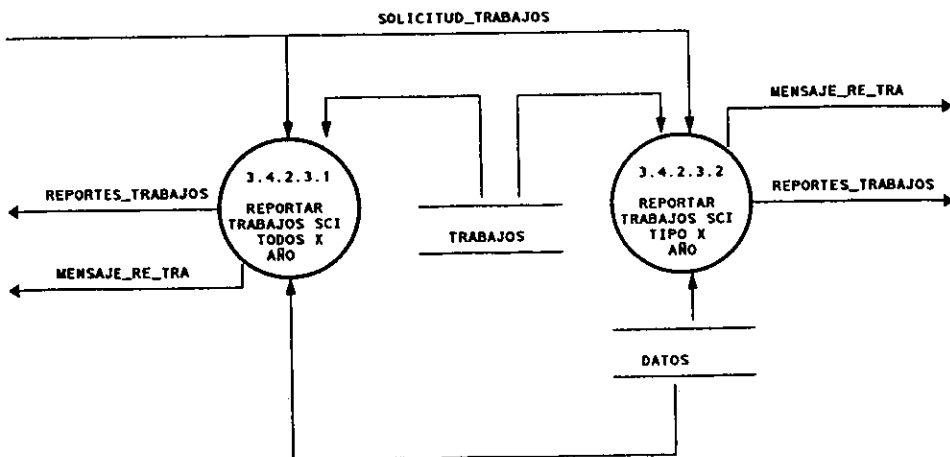 SOLICITUD_TRABAJOS
MENSAJE_RE_TRA
3.4.2.3.1
REPORTAR
TRABAJOS SCI
TODOS X
AÑO
3.4.2.3.2
REPORTAR
TRABAJOS SCI
TIPO X
AÑO
REPORTES_TRABAJOS
REPORTES_TRABAJOS
TRABAJOS
MENSAJE_RE_TRA
DATOS